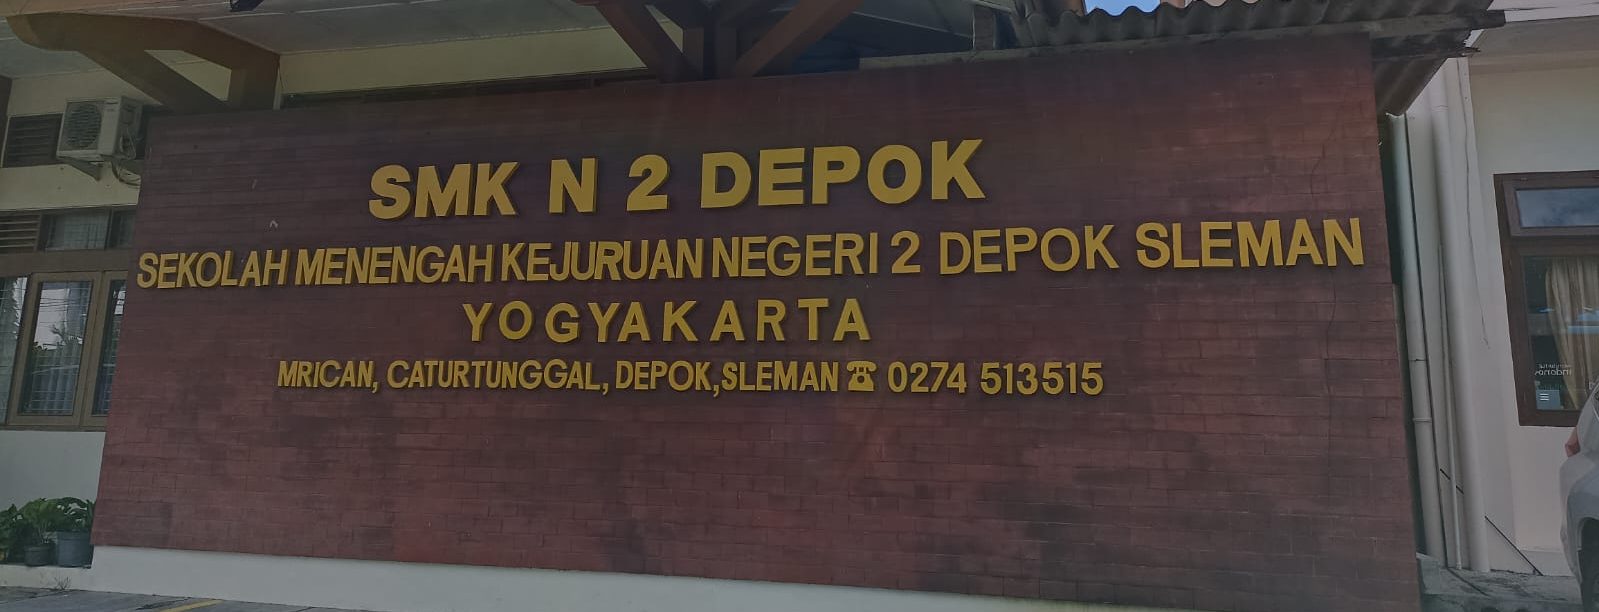 SMK N 2 DEPOK
SEKOLAH MENENGAH KEJURUAN NEGERI 2 DEPOK SLEMAN
YOGYAKARTA
MRICAN, CATURTUNGGAL, DEPOK, SLEMAN ☎ 0274 513515